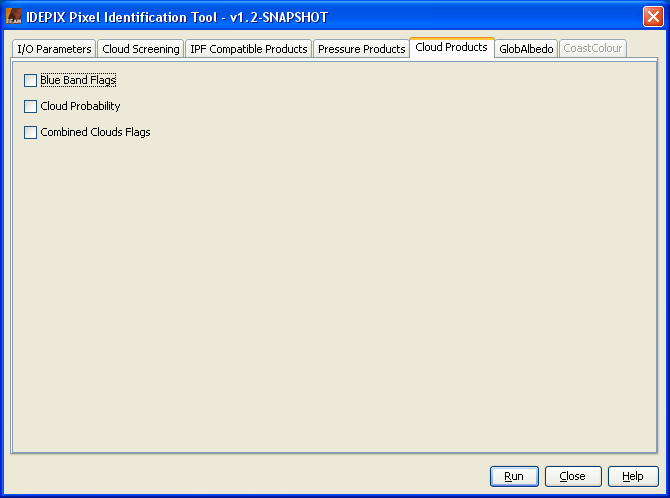 IDEPIX Pixel Identification Tool - v1.2-SNAPSHOT
I/O Parameters Cloud Screening IPF Compatible Products Pressure Products Cloud Products GlobAlbedo CoastColour
Blue Band Flags
Cloud Probability
Combined Clouds Flags
Run Close Help